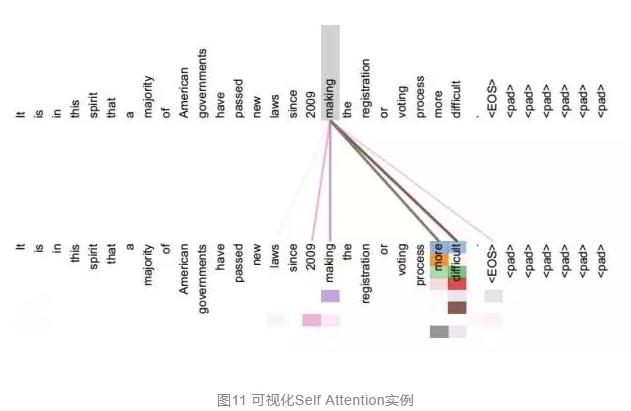 It is in this spirit that a majority of American governments have passed new laws since 2009 making the registration or voting process more difficult . <EOS> <pad> <pad> <pad> <pad> <pad> <pad>
It is in this spirit that a majority of American governments have passed new laws since 2009 making the registration or voting process more difficult . <EOS> <pad> <pad> <pad> <pad> <pad> <pad>
图11 可视化Self Attention实例